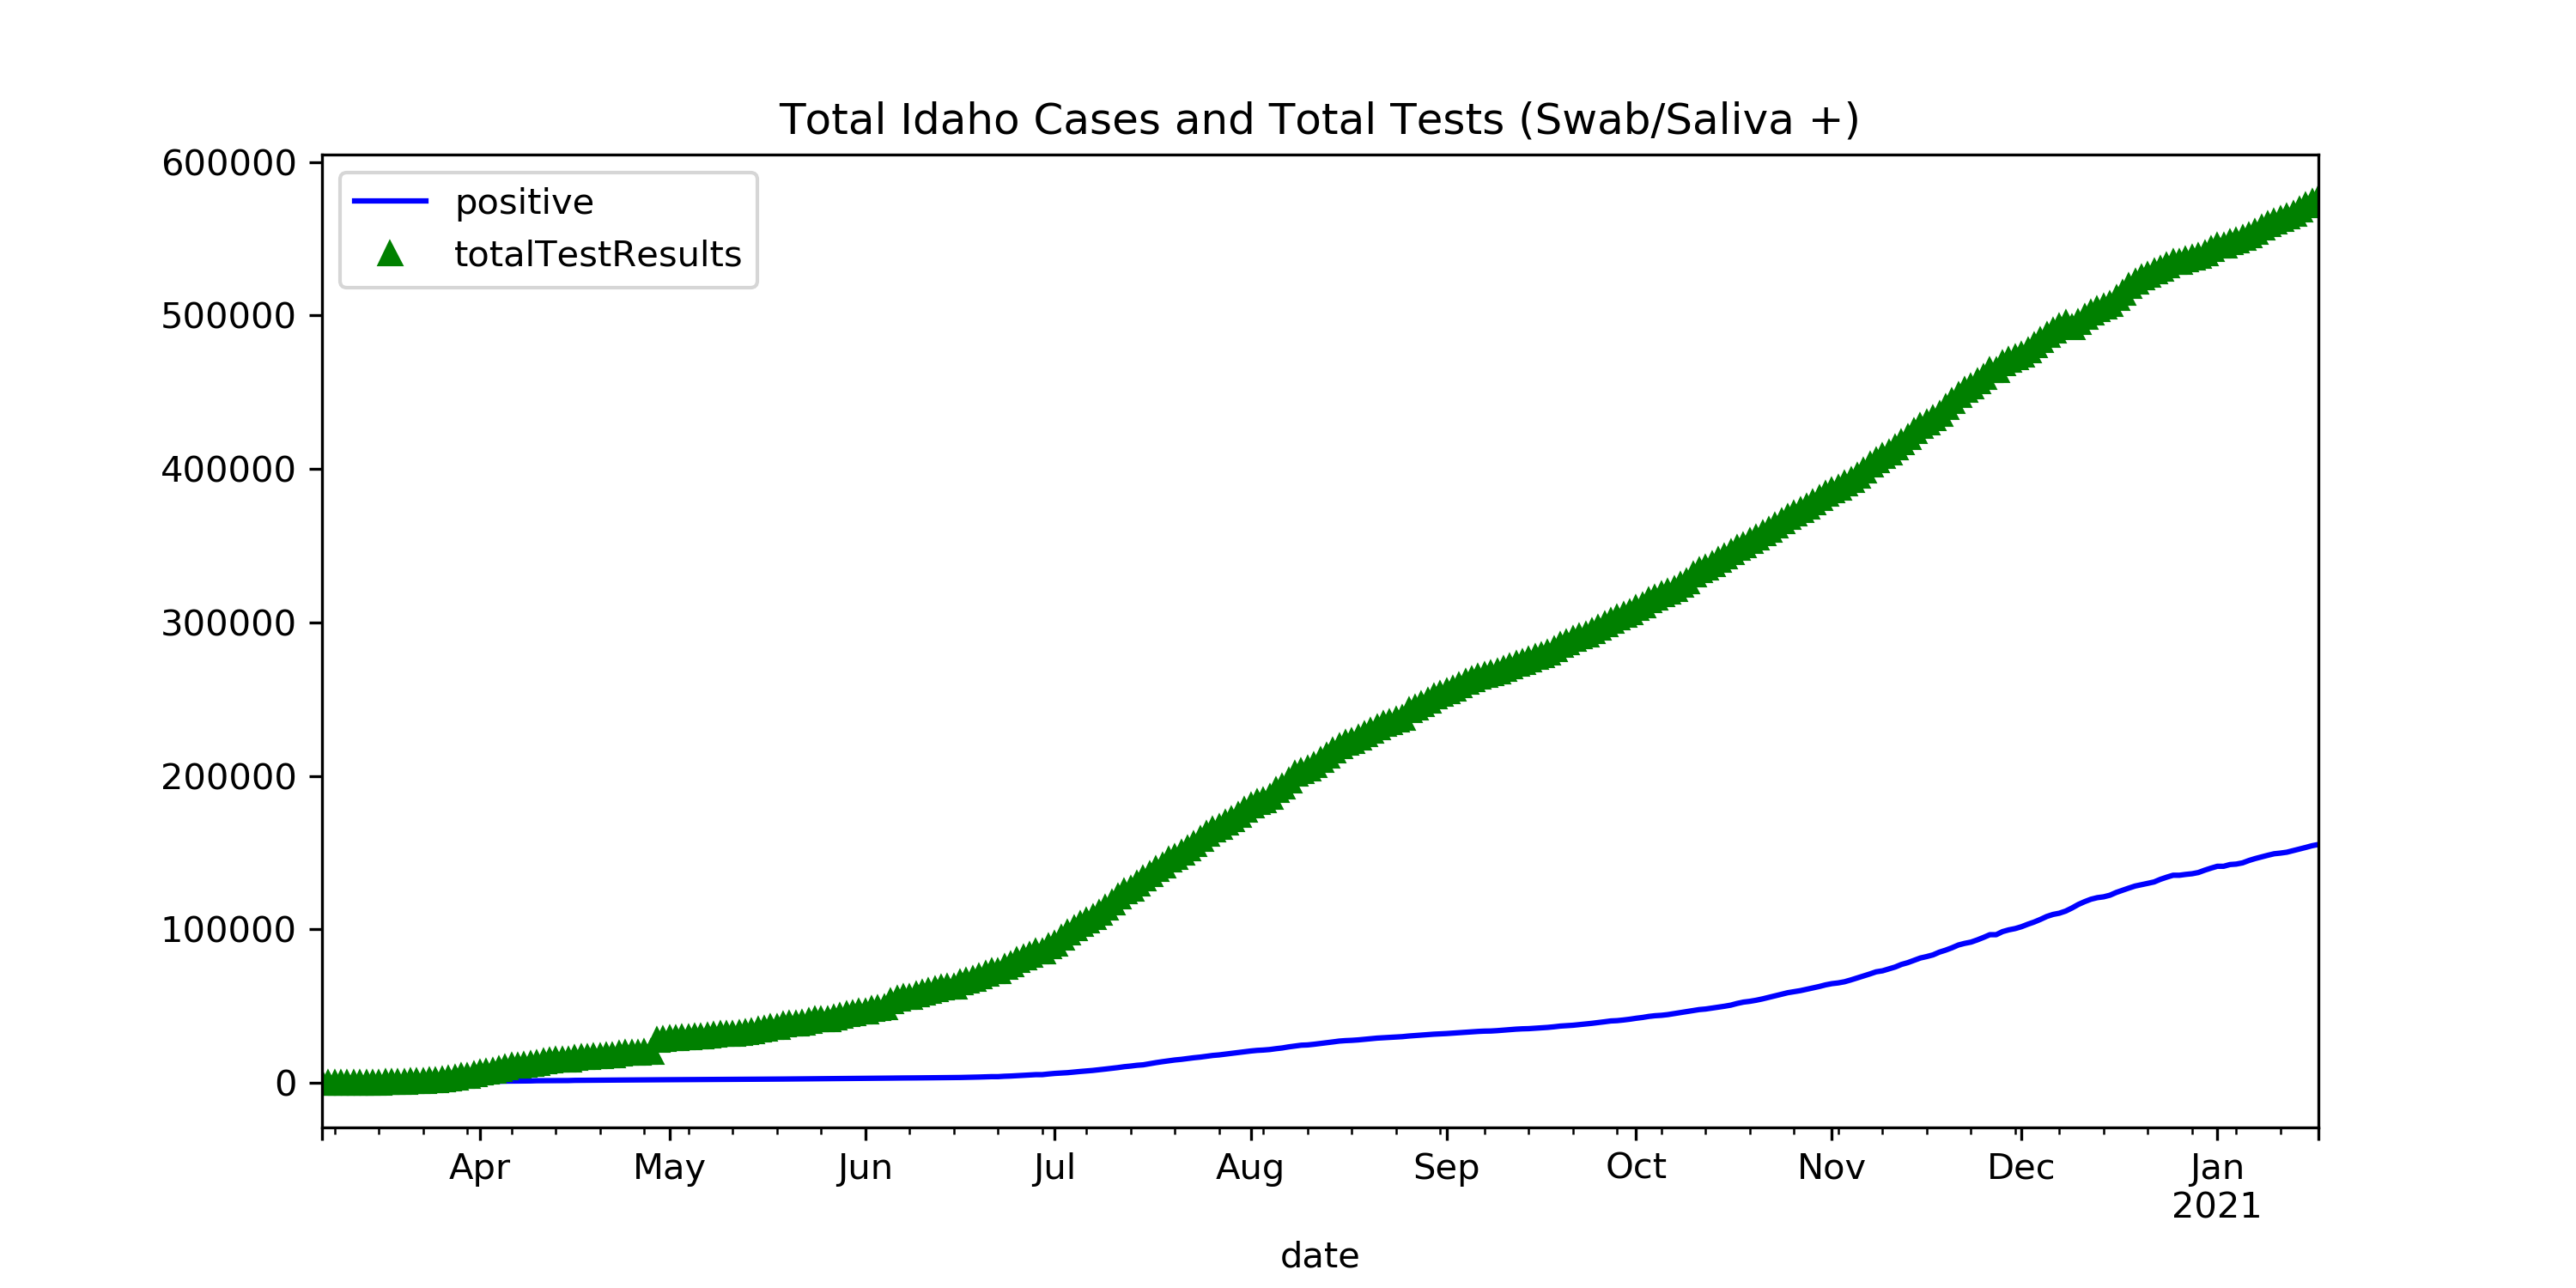 Total Idaho Cases and Total Tests (Swab/Saliva +)
600000
positive
totalTestResults
500000
400000
300000
200000
100000
0
Apr May Jun Jul Aug Sep Oct Nov Dec Jan
2021
date